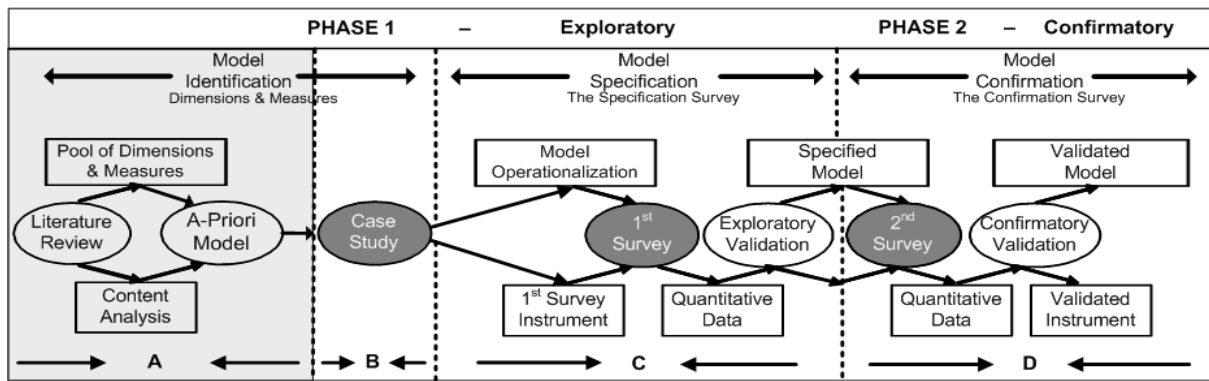 PHASE 1 – Exploratory
PHASE 2 – Confirmatory
Model
Identification
Dimensions & Measures
Model
Specification
The Specification Survey
Model
Confirmation
The Confirmation Survey
Pool of Dimensions
& Measures
Literature
Review
A-Priori
Model
Content
Analysis
Case
Study
Model
Operationalization
1st
Survey
1st Survey
Instrument
Exploratory
Validation
Quantitative
Data
Specified
Model
2nd
Survey
Quantitative
Data
Confirmatory
Validation
Validated
Model
Validated
Instrument
A
B
C
D